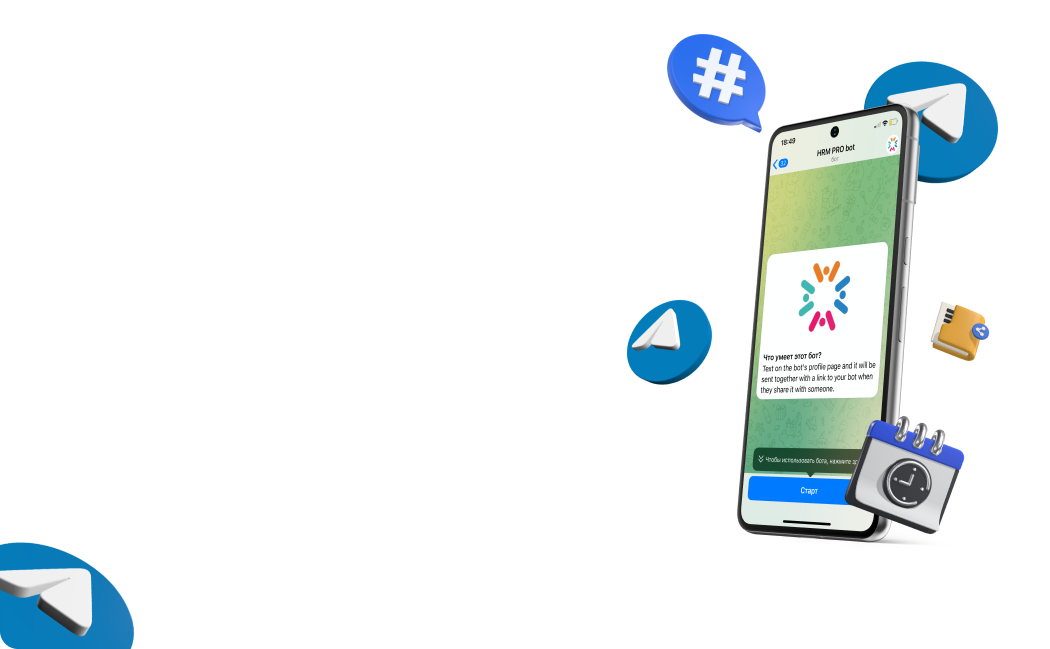 #
18:49
HRM PRO bot
бот
Что умеет этот бот?
Text on the bot's profile page and it will be
sent together with a link to your bot when
they share it with someone.
Чтобы использовать бота, нажмите
Старт